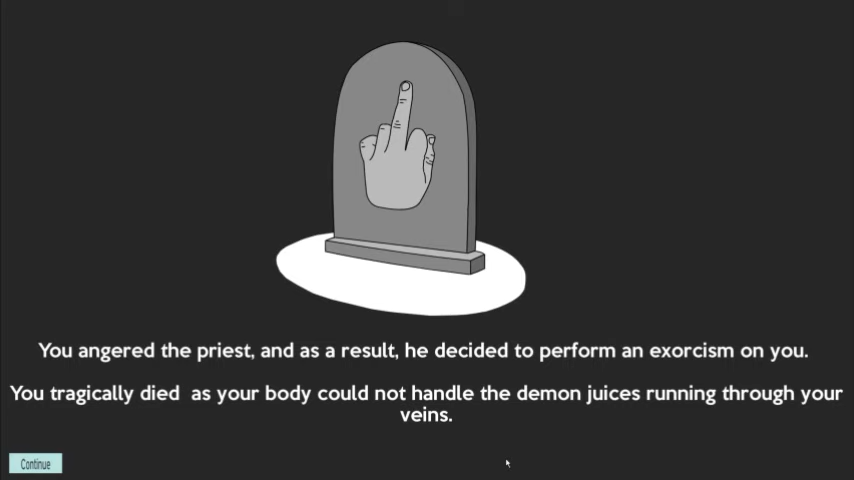 You angered the priest, and as a result, he decided to perform an exorcism on you.
You tragically died  as your body could not handle the demon juices running through your
veins.
Continue